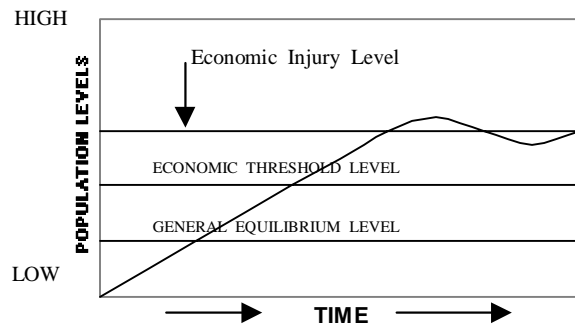 HIGH
Economic Injury Level
POPULATION LEVELS
ECONOMIC THRESHOLD LEVEL
GENERAL EQUILIBRIUM LEVEL
LOW
TIME